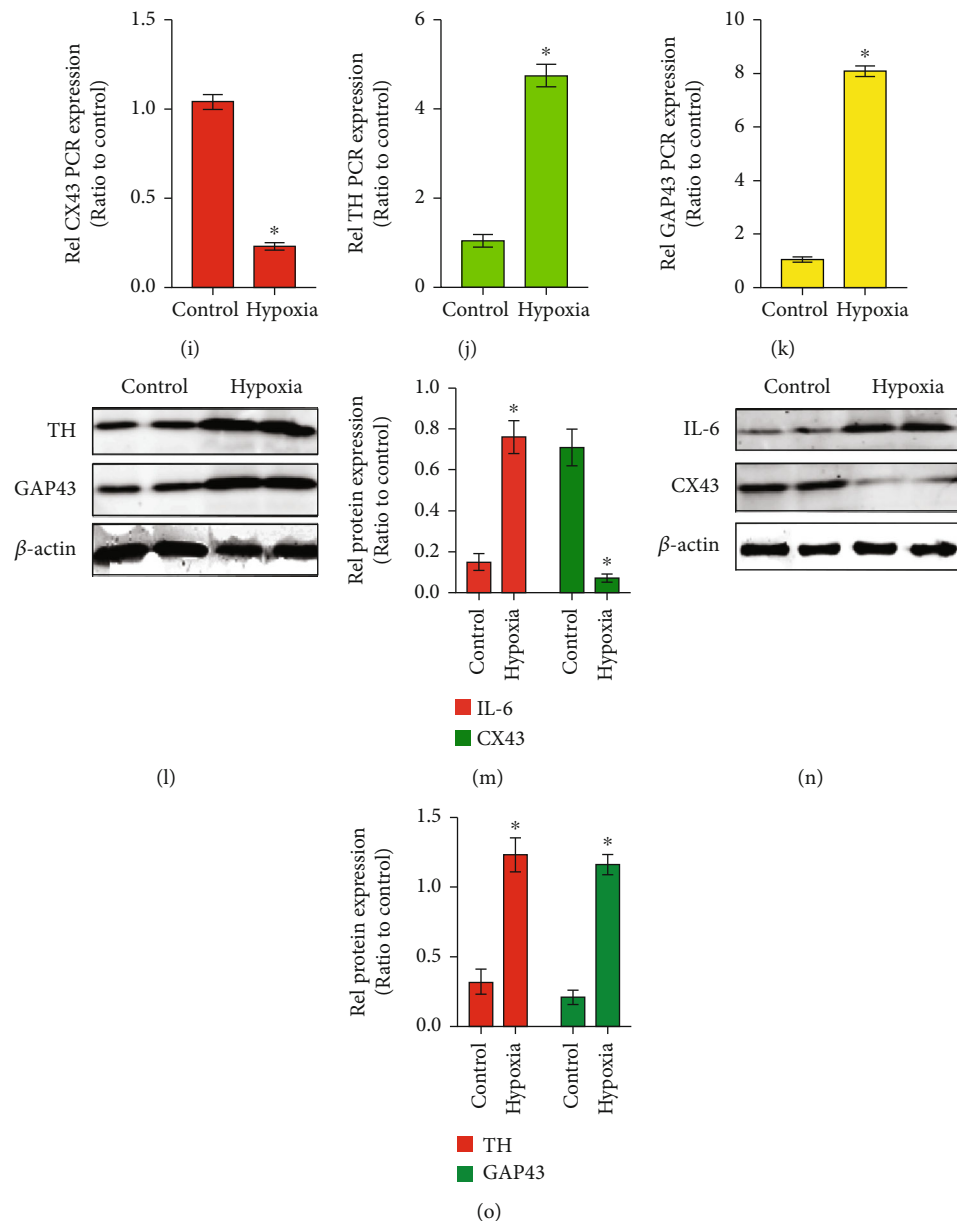 Rel CX43 PCR expression
(Ratio to control)
1.5
1.0
0.5
0.0
*
Control Hypoxia
(i)
Rel TH PCR expression
(Ratio to control)
6
4
2
0
*
Control Hypoxia
(j)
Rel GAP43 PCR expression
(Ratio to control)
10
8
6
4
2
0
*
Control Hypoxia
(k)
Control Hypoxia
TH
GAP43
β-actin
(l)
Rel protein expression
(Ratio to control)
1.0
0.8
0.6
0.4
0.2
0.0
*
*
Control
Hypoxia
Control
Hypoxia
IL-6
CX43
(m)
Control Hypoxia
IL-6
CX43
β-actin
(n)
Rel protein expression
(Ratio to control)
1.5
1.0
0.5
0.0
*
*
Control
Hypoxia
Control
Hypoxia
TH
GAP43
(o)